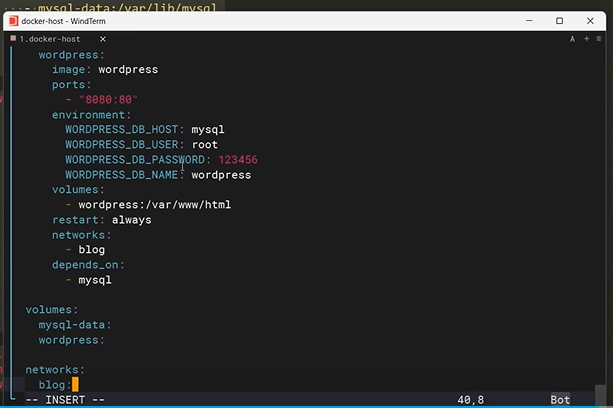 - mysql-data:/var/lib/mysql
docker-host - WindTerm
1.docker-host
A
wordpress:
image: wordpress
ports:
- "8080:80"
environment:
WORDPRESS_DB_HOST: mysql
WORDPRESS_DB_USER: root
WORDPRESS_DB_PASSWORD: 123456
WORDPRESS_DB_NAME: wordpress
volumes:
- wordpress:/var/www/html
restart: always
networks:
- blog
depends_on:
- mysql
volumes:
mysql-data:
wordpress:
networks:
blog:
-- INSERT -- 40,8 Bot